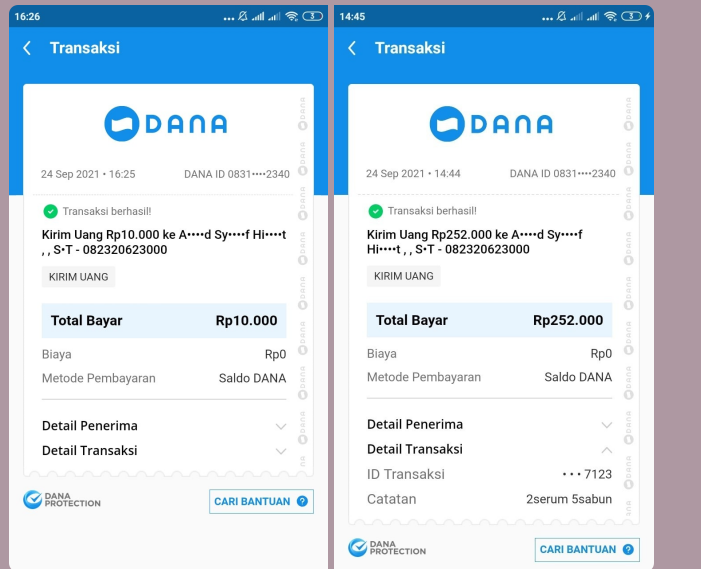 16:26
Transaksi
DANA
24 Sep 2021 • 16:25 DANA ID 0831••••2340
Transaksi berhasil!
Kirim Uang Rp10.000 ke A••••d Sy••••f Hi••••t
, , S•T - 082320623000
KIRIM UANG
Total Bayar Rp10.000
Biaya Rp0
Metode Pembayaran Saldo DANA
Detail Penerima
Detail Transaksi
DANA
PROTECTION
CARI BANTUAN ?
14:45
Transaksi
DANA
24 Sep 2021 • 14:44 DANA ID 0831••••2340
Transaksi berhasil!
Kirim Uang Rp252.000 ke A••••d Sy••••f
Hi••••t , , S•T - 082320623000
KIRIM UANG
Total Bayar Rp252.000
Biaya Rp0
Metode Pembayaran Saldo DANA
Detail Penerima
Detail Transaksi
ID Transaksi •••7123
Catatan 2serum 5sabun
DANA
PROTECTION
CARI BANTUAN ?